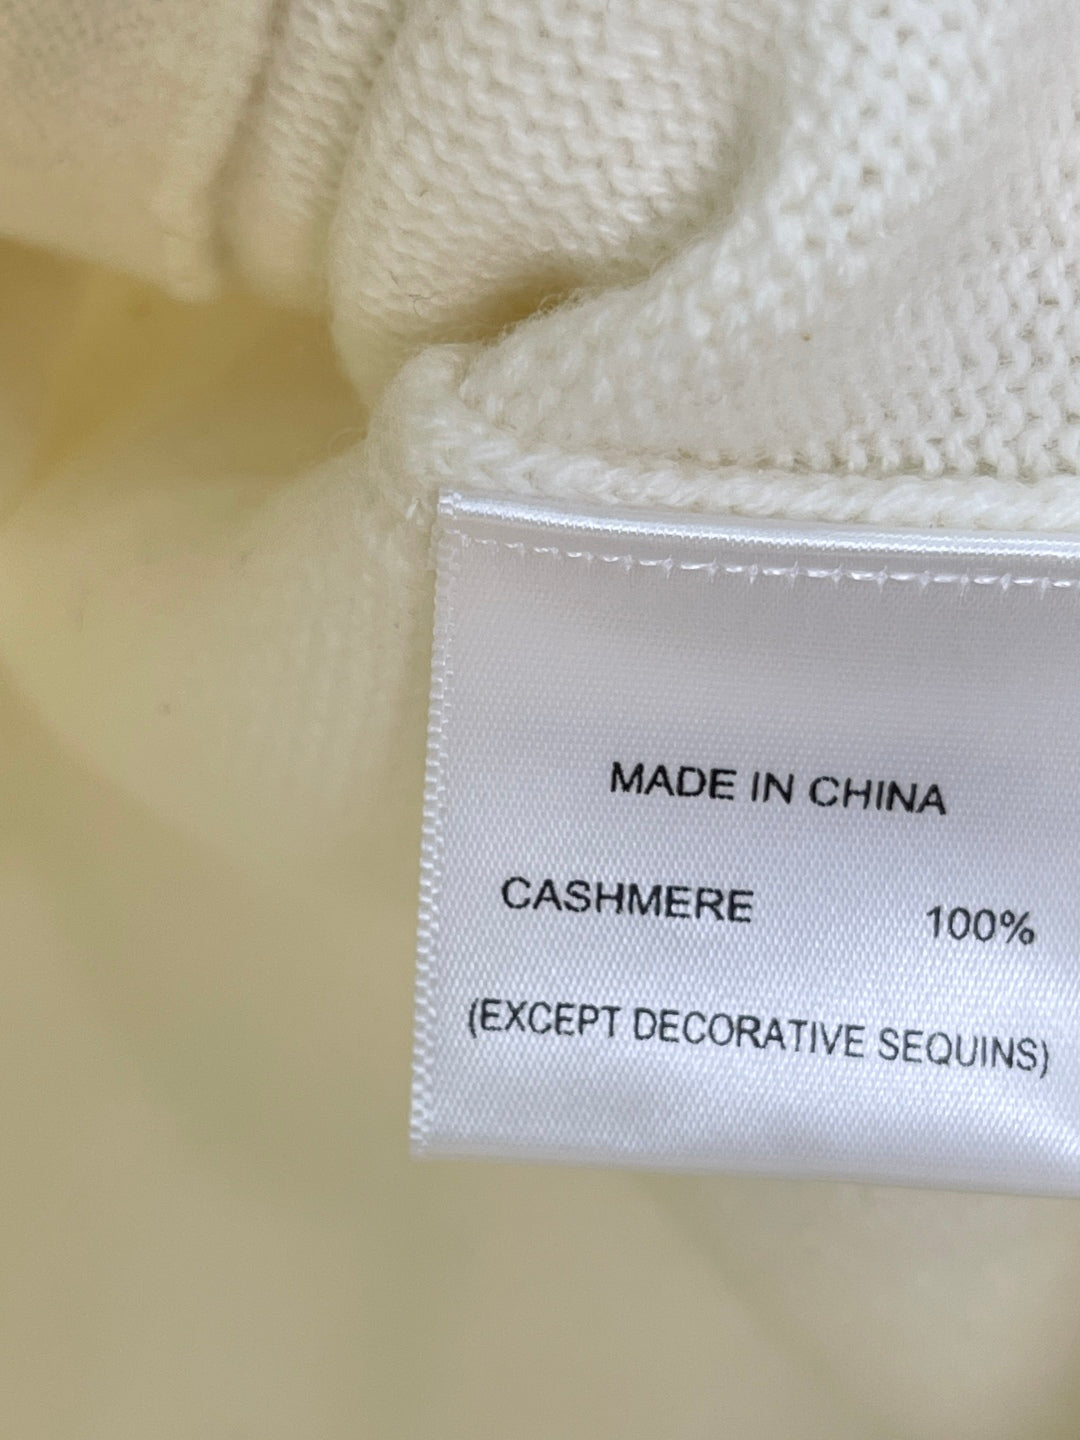 MADE IN CHINA
CASHMERE 100%
(EXCEPT DECORATIVE SEQUINS)